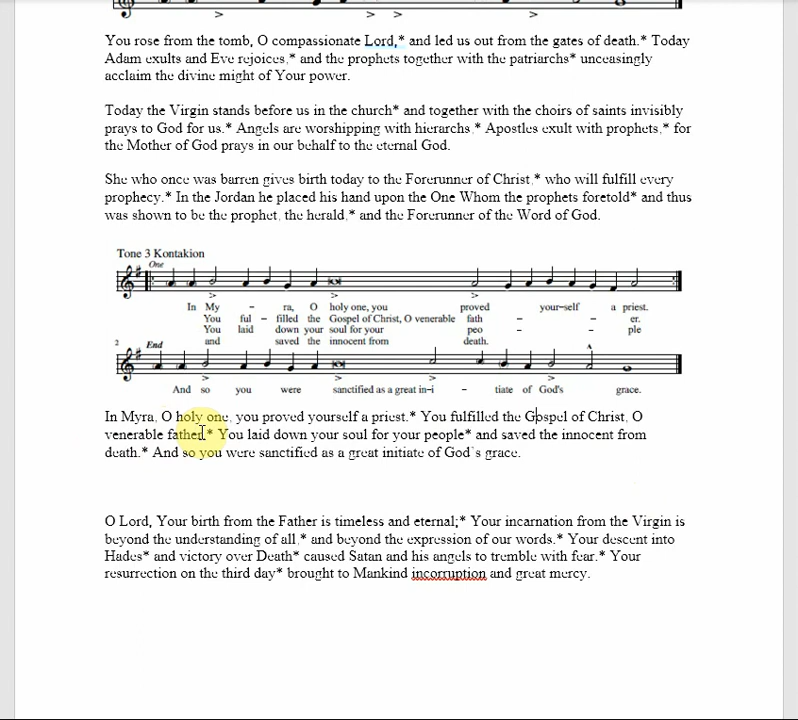 You rose from the tomb, O compassionate Lord,* and led us out from the gates of death.* Today
Adam exults and Eve rejoices,* and the prophets together with the patriarchs* unceasingly
acclaim the divine might of Your power.
Today the Virgin stands before us in the church* and together with the choirs of saints invisibly
prays to God for us.* Angels are worshipping with hierarchs,* Apostles exult with prophets,* for
the Mother of God prays in our behalf to the eternal God.
She who once was barren gives birth today to the Forerunner of Christ,* who will fulfill every
prophecy.* In the Jordan he placed his hand upon the One Whom the prophets foretold* and thus
was shown to be the prophet, the herald,* and the Forerunner of the Word of God.
Tone 3 Kontakion
One
In My - ra, O holy one, you proved your-self a priest.
You ful - filled the Gospel of Christ, O venerable fath - - er.
You laid down your soul for your peo - - ple
and saved the innocent from death.
2 End
And so you were sanctified as a great in-i - tiate of God's grace.
In Myra, O holy one, you proved yourself a priest.* You fulfilled the Gospel of Christ, O
venerable father.* You laid down your soul for your people* and saved the innocent from
death.* And so you were sanctified as a great initiate of God's grace.
O Lord, Your birth from the Father is timeless and eternal;* Your incarnation from the Virgin is
beyond the understanding of all,* and beyond the expression of our words.* Your descent into
Hades* and victory over Death* caused Satan and his angels to tremble with fear.* Your
resurrection on the third day* brought to Mankind incorruption and great mercy.